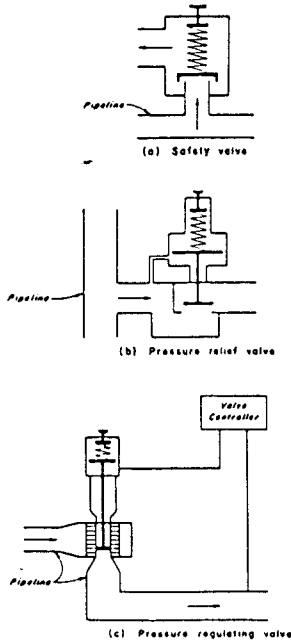 Pipeline
(a) Safety valve
Pipeline
(b) Pressure relief valve
Valve
Controller
Pipeline
(c) Pressure regulating valve